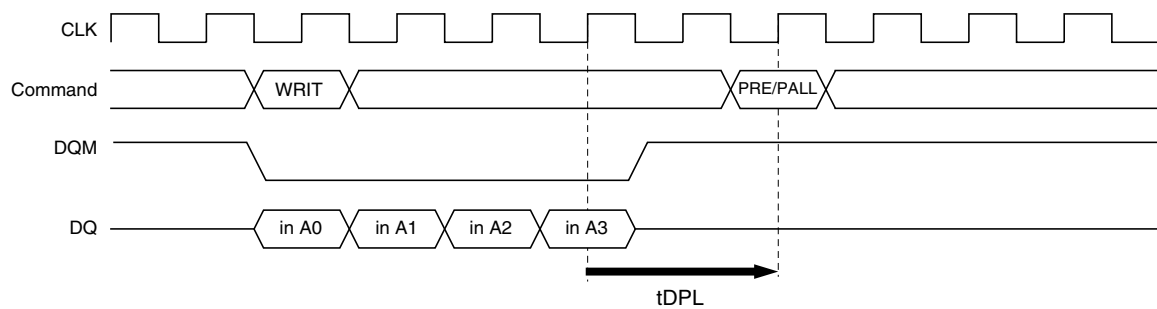 CLK
Command WRIT PRE/PALL
DQM
DQ in A0 in A1 in A2 in A3
tDPL